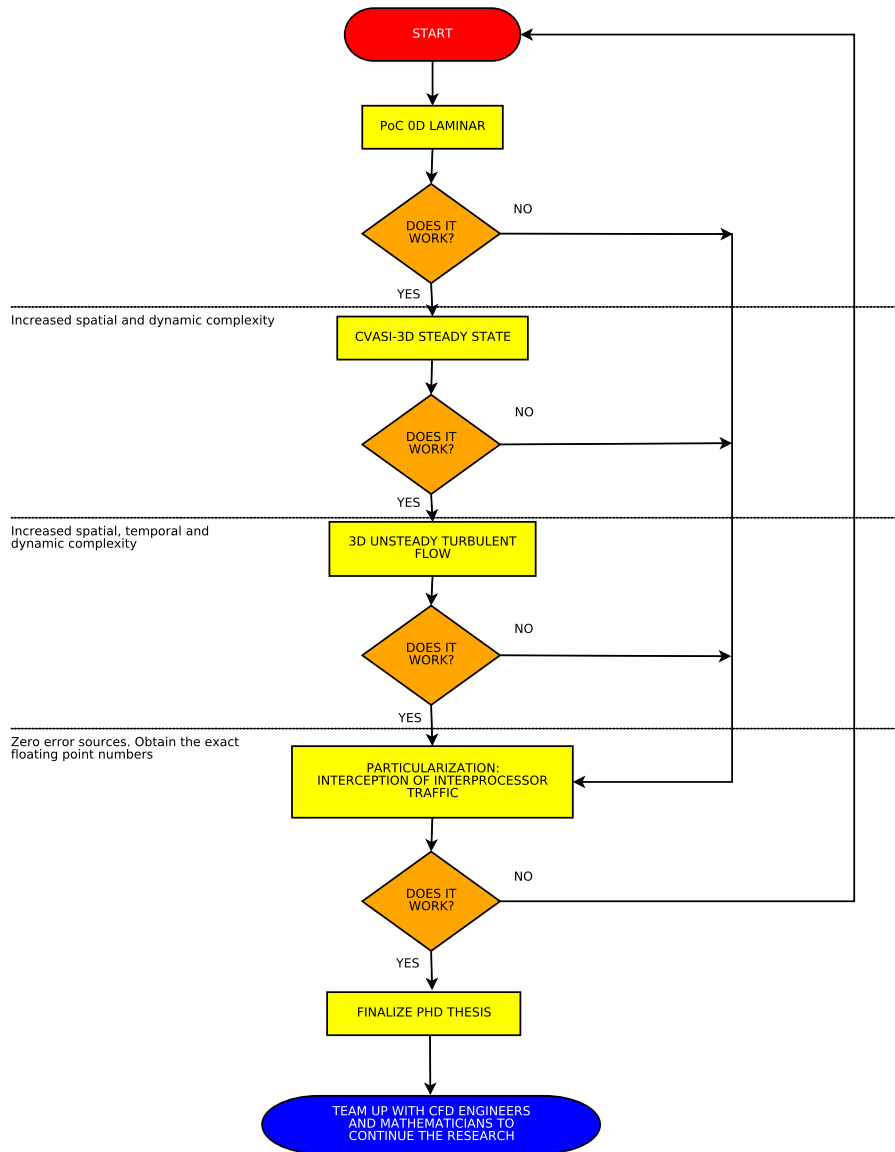 START
PoC 0D LAMINAR
NO
DOES IT
WORK?
YES
Increased spatial and dynamic complexity
CVASI-3D STEADY STATE
NO
DOES IT
WORK?
YES
Increased spatial, temporal and
dynamic complexity
3D UNSTEADY TURBULENT
FLOW
NO
DOES IT
WORK?
YES
Zero error sources. Obtain the exact
floating point numbers
PARTICULARIZATION:
INTERCEPTION OF INTERPROCESSOR
TRAFFIC
NO
DOES IT
WORK?
YES
FINALIZE PHD THESIS
TEAM UP WITH CFD ENGINEERS
AND MATHEMATICIANS TO
CONTINUE THE RESEARCH